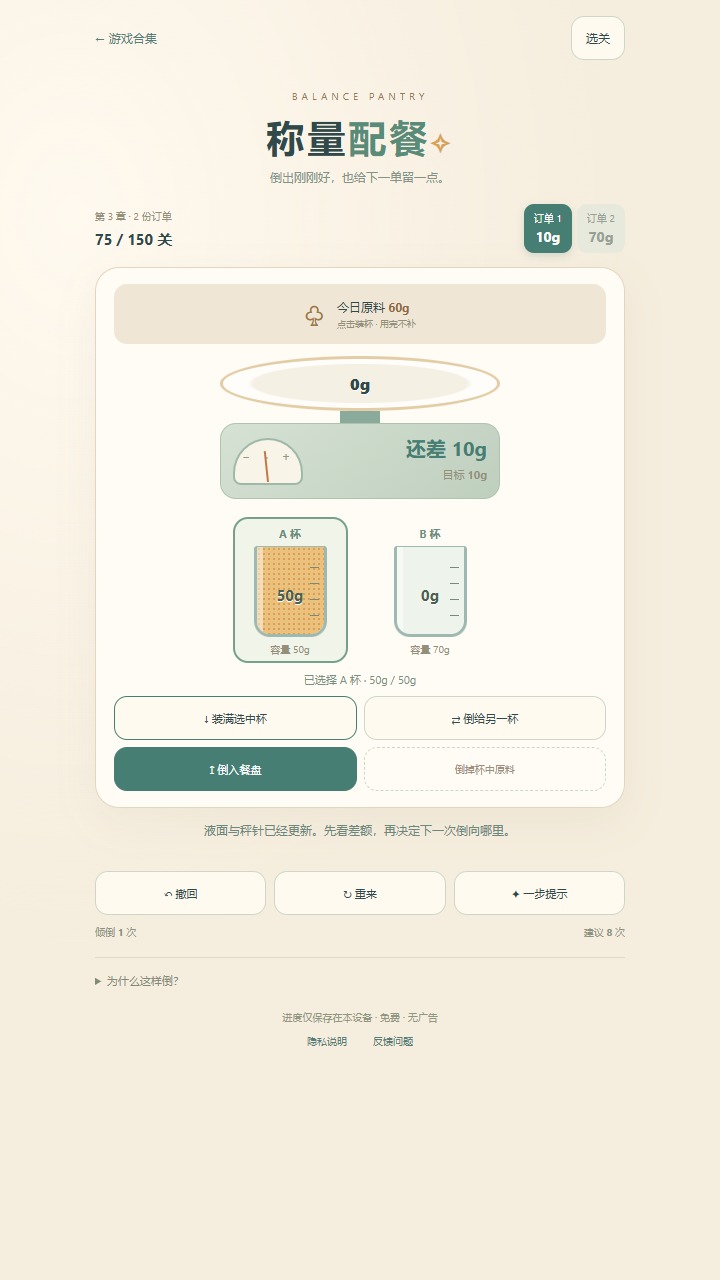 ← 游戏合集
选关
BALANCE PANTRY
称量配餐✧
倒出刚刚好，也给下一单留一点。
第 3 章 · 2 份订单
75 / 150 关
订单 1
10g
订单 2
70g
今日原料 60g
点击装杯 · 用完不补
0g
− +
还差 10g
目标 10g
A 杯
50g
容量 50g
B 杯
0g
容量 70g
已选择 A 杯 · 50g / 50g
↓ 装满选中杯
⇄ 倒给另一杯
↥ 倒入餐盘
倒掉杯中原料
液面与秤针已经更新。先看差额，再决定下一次倒向哪里。
↶ 撤回
↻ 重来
✦ 一步提示
倾倒 1 次
建议 8 次
▶ 为什么这样倒？
进度仅保存在本设备 · 免费 · 无广告
隐私说明 反馈问题